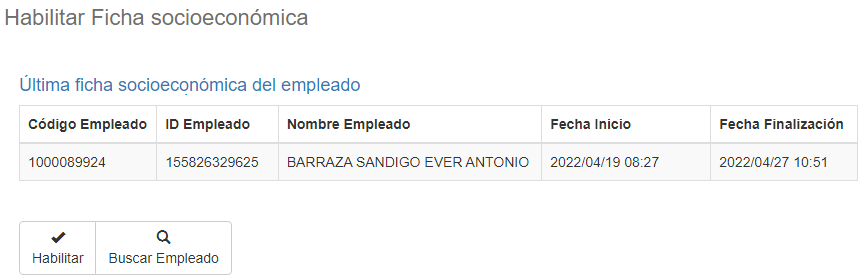 Habilitar Ficha socioeconómica
Última ficha socioeconómica del empleado
Código Empleado ID Empleado Nombre Empleado Fecha Inicio Fecha Finalización
1000089924 155826329625 BARRAZA SANDIGO EVER ANTONIO 2022/04/19 08:27 2022/04/27 10:51
Habilitar Buscar Empleado